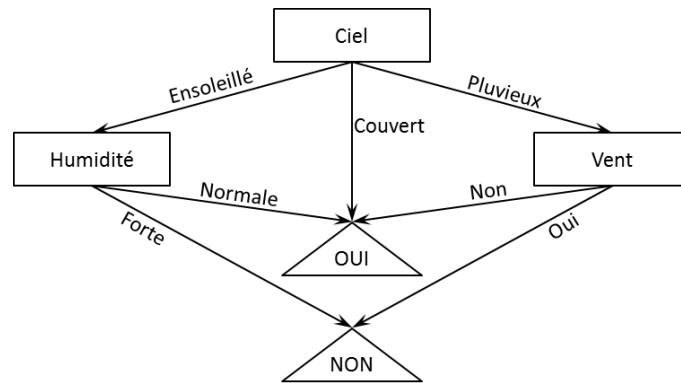 Ciel
Ensoleillé
Pluvieux
Couvert
Humidité
Vent
Normale
Non
Forte
Oui
OUI
NON